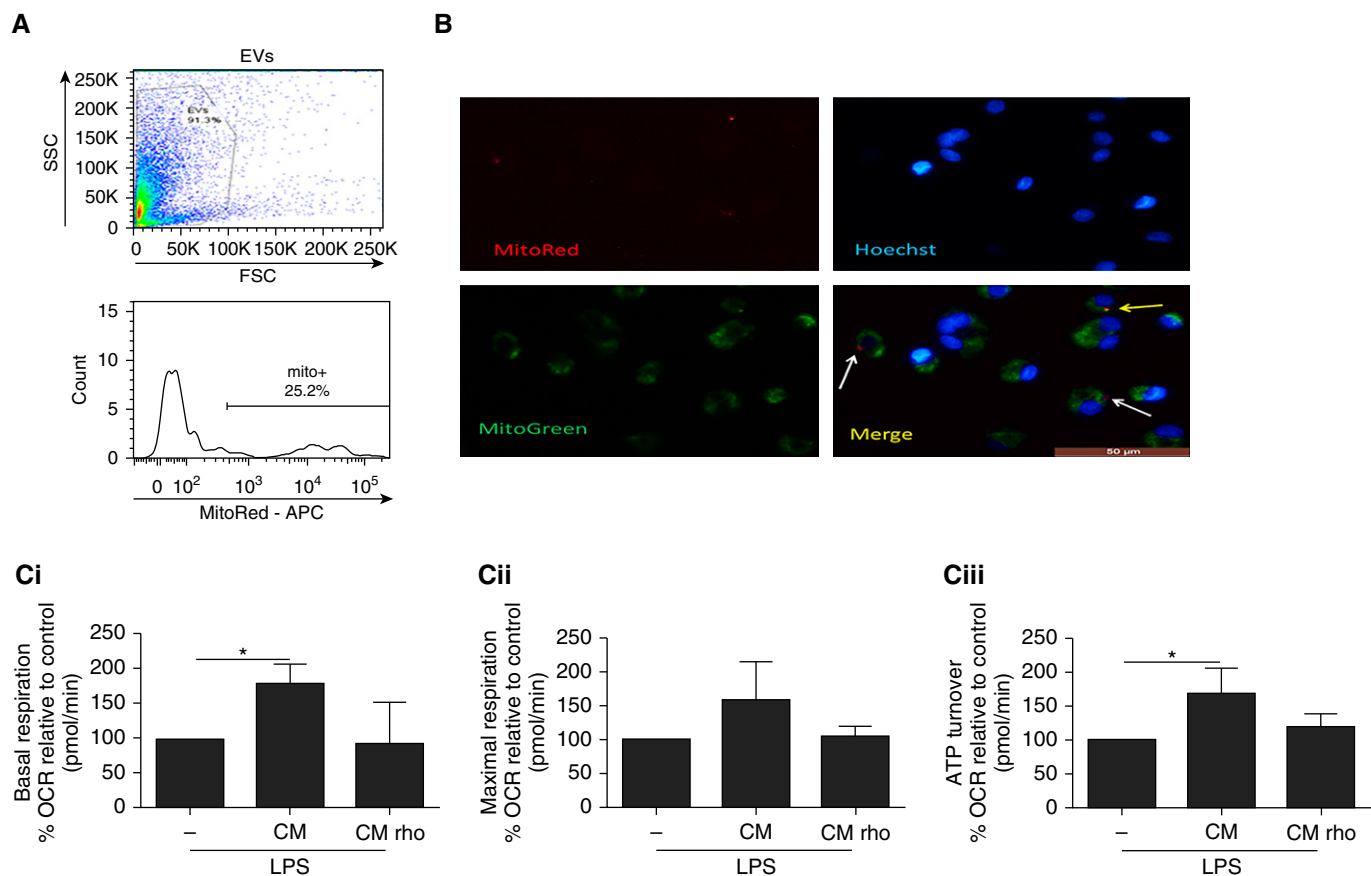 A
EVs
250K
200K
150K
100K
50K
0
SSC
EVs
91.3%
0 50K 100K 150K 200K 250K
FSC
15
10
5
0
Count
mito+
25.2%
0 10² 10³ 10⁴ 10⁵
MitoRed - APC
B
MitoRed
Hoechst
MitoGreen
Merge
50 µm
Ci
Basal respiration
% OCR relative to control
(pmol/min)
250
200
150
100
50
0
*
– CM CM rho
LPS
Cii
Maximal respiration
% OCR relative to control
(pmol/min)
250
200
150
100
50
0
– CM CM rho
LPS
Ciii
ATP turnover
% OCR relative to control
(pmol/min)
250
200
150
100
50
0
*
– CM CM rho
LPS